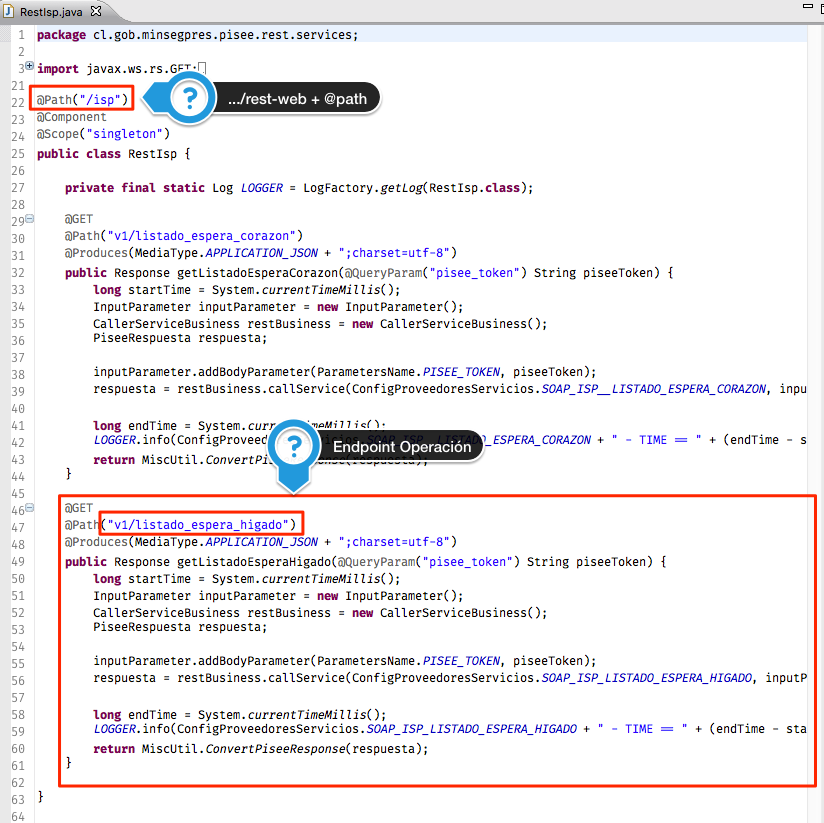 RestIsp.java
1 package cl.gob.minsegpres.pisee.rest.services;
2
3 import javax.ws.rs.GET;
21
22 @Path("/isp")
.../rest-web + @path
23 @Component
24 @Scope("singleton")
25 public class RestIsp {
26
27 private final static Log LOGGER = LogFactory.getLog(RestIsp.class);
28
29 @GET
30 @Path("v1/listado_espera_corazon")
31 @Produces(MediaType.APPLICATION_JSON + ";charset=utf-8")
32 public Response getListadoEsperaCorazon(@QueryParam("pisee_token") String piseeToken) {
33 long startTime = System.currentTimeMillis();
34 InputParameter inputParameter = new InputParameter();
35 CallerServiceBusiness restBusiness = new CallerServiceBusiness();
36 PiseeRespuesta respuesta;
37
38 inputParameter.addBodyParameter(ParametersName.PISEE_TOKEN, piseeToken);
39 respuesta = restBusiness.callService(ConfigProveedoresServicios.SOAP_ISP__LISTADO_ESPERA_CORAZON, inpu
40
41 long endTime = System.currentTimeMillis();
42 LOGGER.info(ConfigProveedoresServicios.SOAP_ISP__LISTADO_ESPERA_CORAZON + " - TIME == " + (endTime - s
Endpoint Operación
43 return MiscUtil.ConvertPiseeResponse(respuesta);
44 }
45
46 @GET
47 @Path("v1/listado_espera_higado")
48 @Produces(MediaType.APPLICATION_JSON + ";charset=utf-8")
49 public Response getListadoEsperaHigado(@QueryParam("pisee_token") String piseeToken) {
50 long startTime = System.currentTimeMillis();
51 InputParameter inputParameter = new InputParameter();
52 CallerServiceBusiness restBusiness = new CallerServiceBusiness();
53 PiseeRespuesta respuesta;
54
55 inputParameter.addBodyParameter(ParametersName.PISEE_TOKEN, piseeToken);
56 respuesta = restBusiness.callService(ConfigProveedoresServicios.SOAP_ISP_LISTADO_ESPERA_HIGADO, inputP
57
58 long endTime = System.currentTimeMillis();
59 LOGGER.info(ConfigProveedoresServicios.SOAP_ISP_LISTADO_ESPERA_HIGADO + " - TIME == " + (endTime - sta
60 return MiscUtil.ConvertPiseeResponse(respuesta);
61 }
62
63 }
64